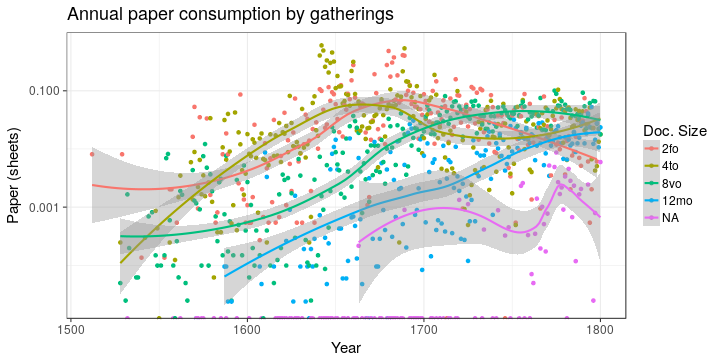 Annual paper consumption by gatherings
Paper (sheets)
0.100
0.001
1500
1600
1700
1800
Year
Doc. Size
2fo
4to
8vo
12mo
NA